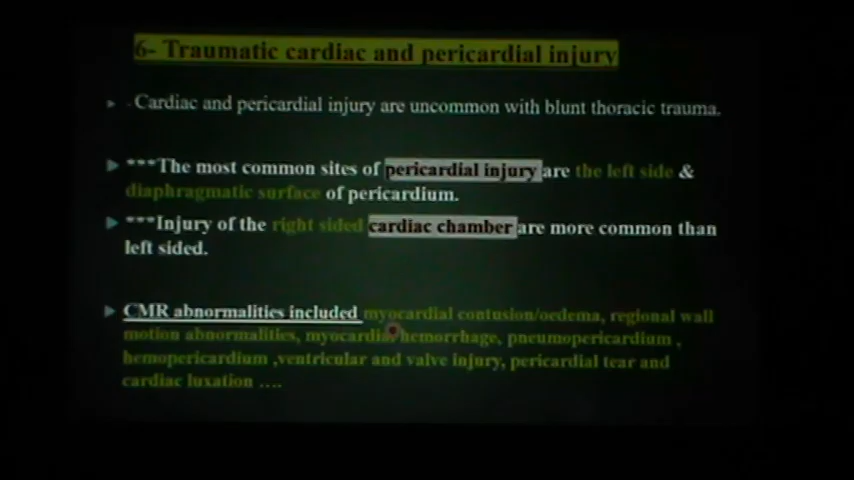 6- Traumatic cardiac and pericardial injury
- Cardiac and pericardial injury are uncommon with blunt thoracic trauma.
***The most common sites of pericardial injury are the left side &
diaphragmatic surface of pericardium.
***Injury of the right sided cardiac chamber are more common than
left sided.
CMR abnormalities included myocardial contusion/oedema, regional wall
motion abnormalities, myocardial hemorrhage, pneumopericardium ,
hemopericardium ,ventricular and valve injury, pericardial tear and
cardiac luxation ….